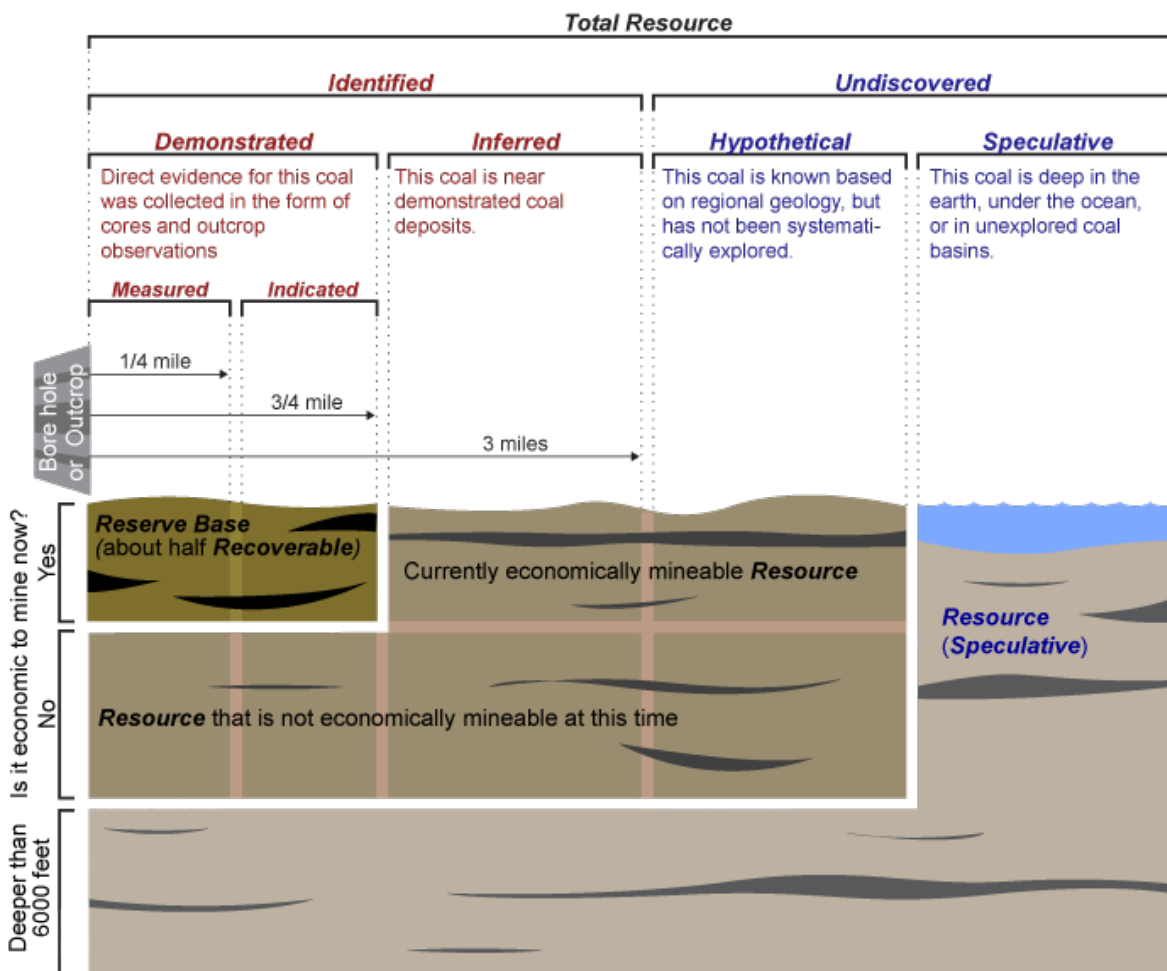 Total Resource
Identified
Undiscovered
Demonstrated
Inferred
Hypothetical
Speculative
Direct evidence for this coal
was collected in the form of
cores and outcrop
observations
This coal is near
demonstrated coal
deposits.
This coal is known based
on regional geology, but
has not been systemati-
cally explored.
This coal is deep in the
earth, under the ocean,
or in unexplored coal
basins.
Measured
Indicated
Bore hole
or Outcrop
1/4 mile
3/4 mile
3 miles
Is it economic to mine now?
Yes
No
Reserve Base
(about half Recoverable)
Currently economically mineable Resource
Resource
(Speculative)
Resource that is not economically mineable at this time
Deeper than
6000 feet